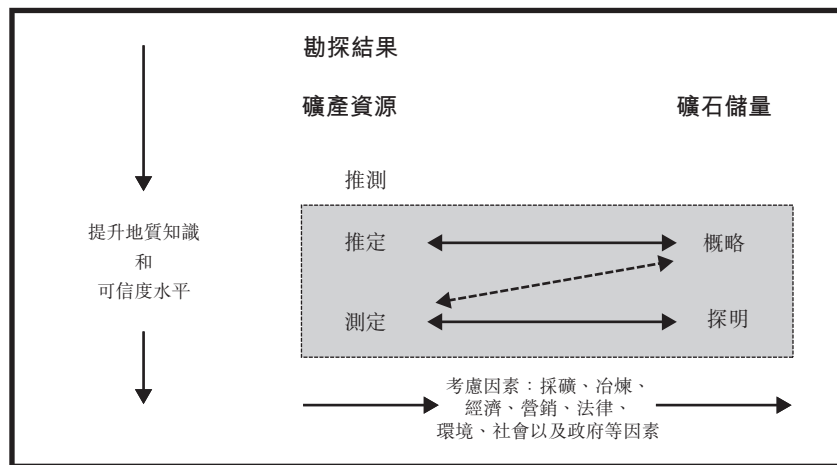 勘探結果
礦產資源
礦石儲量
推測
提升地質知識
和
可信度水平
推定
概略
測定
探明
考慮因素：採礦、冶煉、
經濟、營銷、法律、
環境、社會以及政府等因素